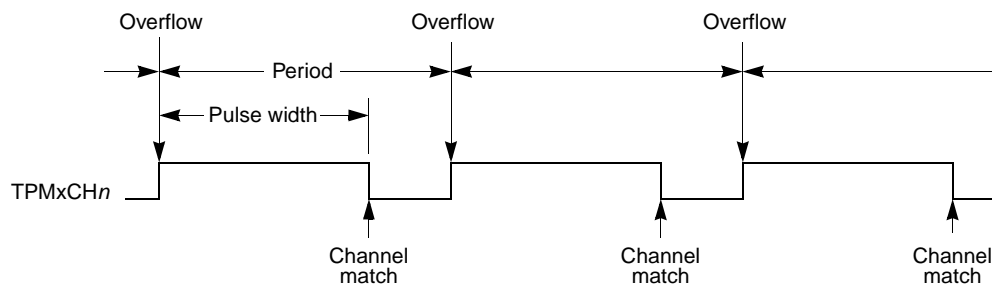 Overflow Overflow Overflow
Period
Pulse width
TPMxCHn
Channel match Channel match Channel match